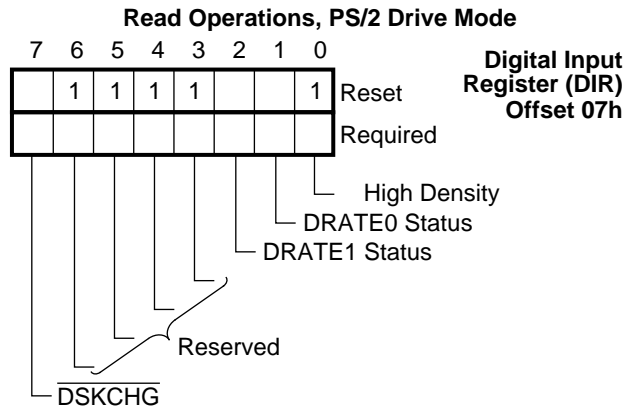 Read Operations, PS/2 Drive Mode
7 6 5 4 3 2 1 0
Digital Input
Register (DIR)
Offset 07h
1 1 1 1 1 Reset
Required
High Density
DRATE0 Status
DRATE1 Status
Reserved
DSKCHG